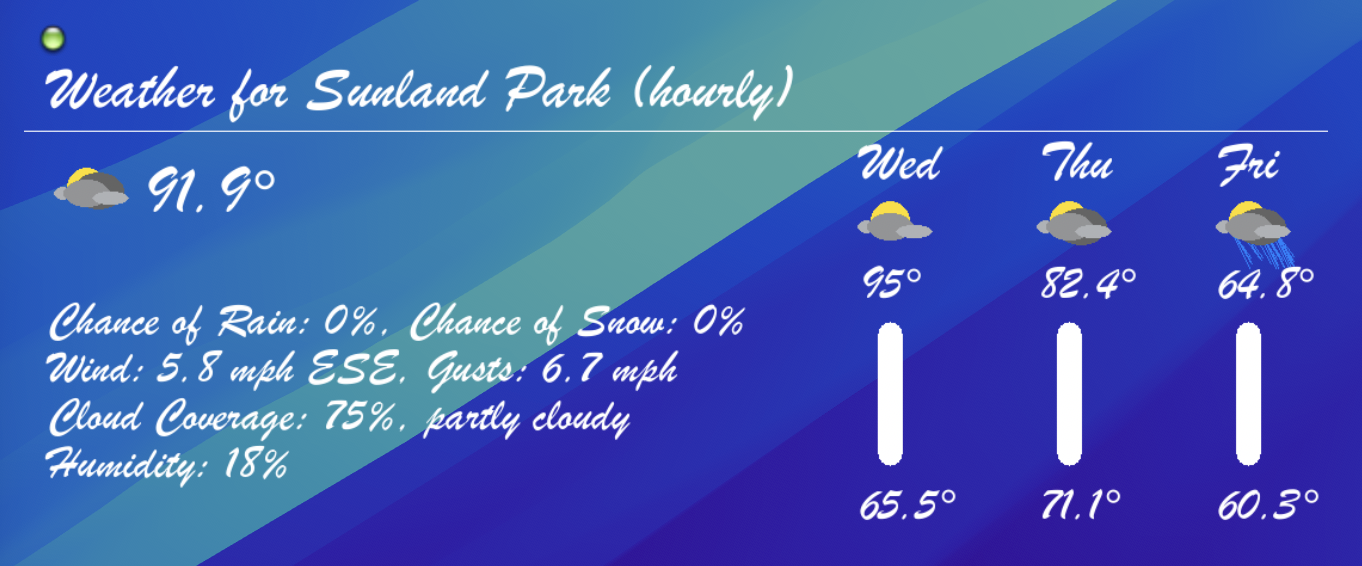 Weather for Sunland Park (hourly)
91.9°
Chance of Rain: 0%, Chance of Snow: 0%
Wind: 5.8 mph ESE, Gusts: 6.7 mph
Cloud Coverage: 75%, partly cloudy
Humidity: 18%
Wed Thu Fri
95° 82.4° 64.8°
65.5° 71.1° 60.3°